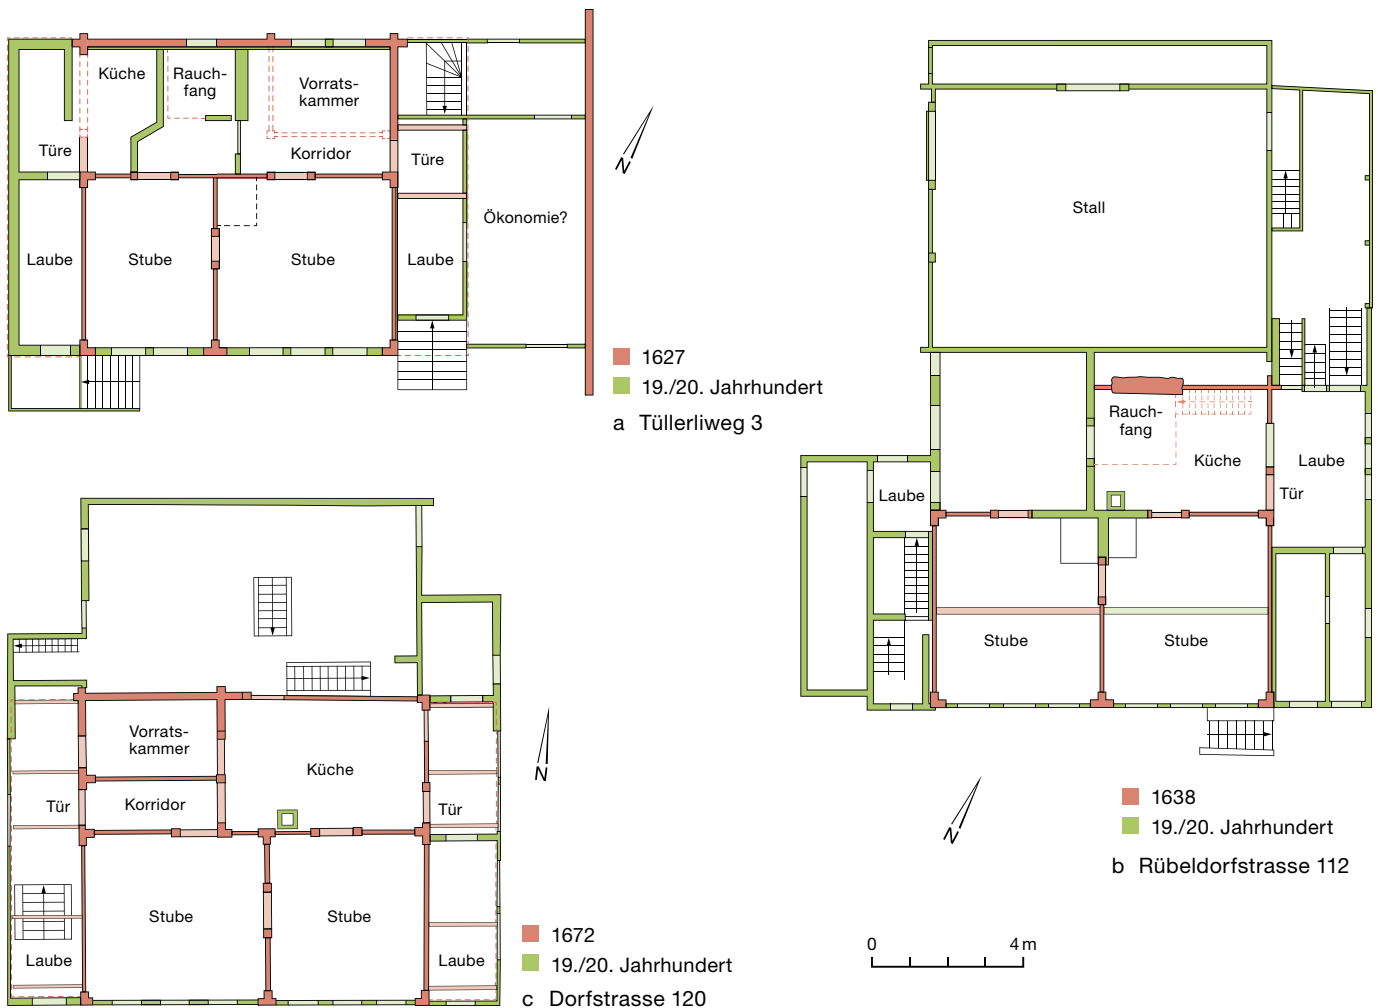 Küche
Rauch-
fang
Vorrats-
kammer
Türe
Korridor
Türe
Laube
Stube
Stube
Laube
Ökonomie?
N
1627
19./20. Jahrhundert
a Tüllerliweg 3
Stall
Rauch-
fang
Küche
Laube
Tür
Laube
Stube
Stube
N
1638
19./20. Jahrhundert
b Rübeldorfstrasse 112
Vorrats-
kammer
Küche
Tür
Korridor
Tür
Stube
Stube
Laube
Laube
N
1672
19./20. Jahrhundert
c Dorfstrasse 120
0 4 m